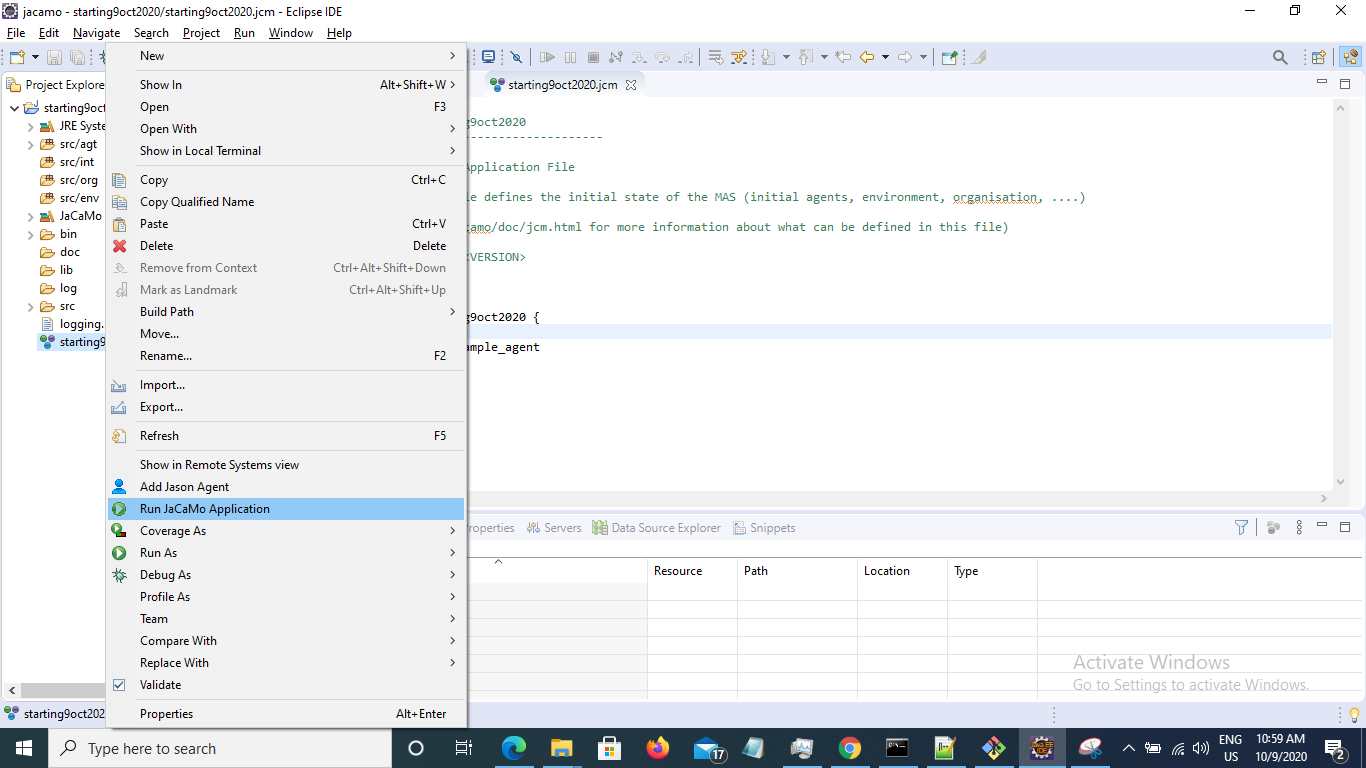 jacamo - starting9oct2020/starting9oct2020.jcm - Eclipse IDE
File Edit Navigate Search Project Run Window Help
Project Explore
starting9oct2020.jcm
starting9oct
JRE Syste
src/agt
src/int
src/org
src/env
JaCaMo
bin
doc
lib
log
src
logging.
starting9
New
Show In Alt+Shift+W
Open F3
Open With
Show in Local Terminal
Copy Ctrl+C
Copy Qualified Name
Paste Ctrl+V
Delete Delete
Remove from Context Ctrl+Alt+Shift+Down
Mark as Landmark Ctrl+Alt+Shift+Up
Build Path
Move...
Rename... F2
Import...
Export...
Refresh F5
Show in Remote Systems view
Add Jason Agent
Run JaCaMo Application
Coverage As
Run As
Debug As
Profile As
Team
Compare With
Replace With
Validate
Properties Alt+Enter
g9oct2020
-------------------
Application File
le defines the initial state of the MAS (initial agents, environment, organisation, ....)
camo/doc/jcm.html for more information about what can be defined in this file)
VERSION>
g9oct2020 {
ample_agent
roperties Servers Data Source Explorer Snippets
Resource Path Location Type
Activate Windows
Go to Settings to activate Windows.
starting9oct202
Type here to search
17
ENG
US
10:59 AM
10/9/2020
2